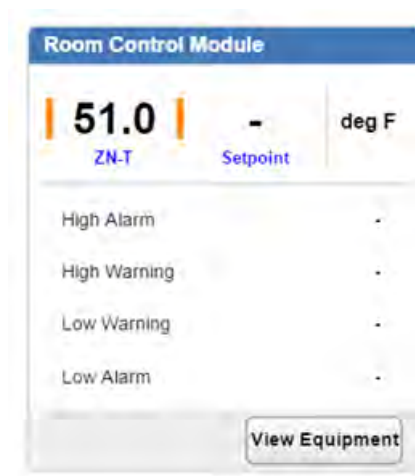 Room Control Module
51.0 - deg F
ZN-T Setpoint
High Alarm -
High Warning -
Low Warning -
Low Alarm -
View Equipment